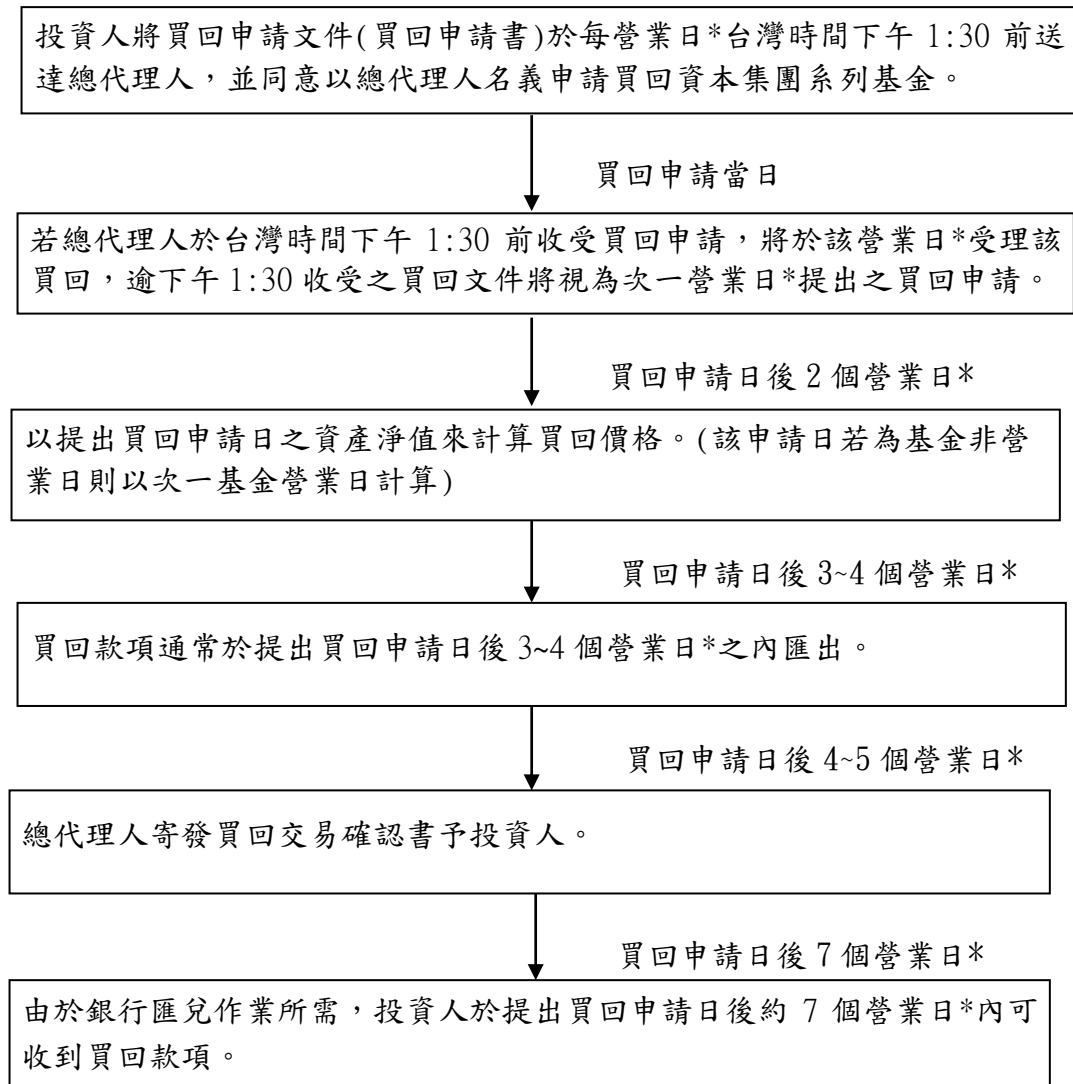 投資人將買回申請文件(買回申請書)於每營業日*台灣時間下午 1:30 前送
達總代理人，並同意以總代理人名義申請買回資本集團系列基金。
買回申請當日
若總代理人於台灣時間下午 1:30 前收受買回申請，將於該營業日*受理該
買回，逾下午 1:30 收受之買回文件將視為次一營業日*提出之買回申請。
買回申請日後 2 個營業日*
以提出買回申請日之資產淨值來計算買回價格。(該申請日若為基金非營
業日則以次一基金營業日計算)
買回申請日後 3~4 個營業日*
買回款項通常於提出買回申請日後 3~4 個營業日*之內匯出。
買回申請日後 4~5 個營業日*
總代理人寄發買回交易確認書予投資人。
買回申請日後 7 個營業日*
由於銀行匯兌作業所需，投資人於提出買回申請日後約 7 個營業日*內可
收到買回款項。